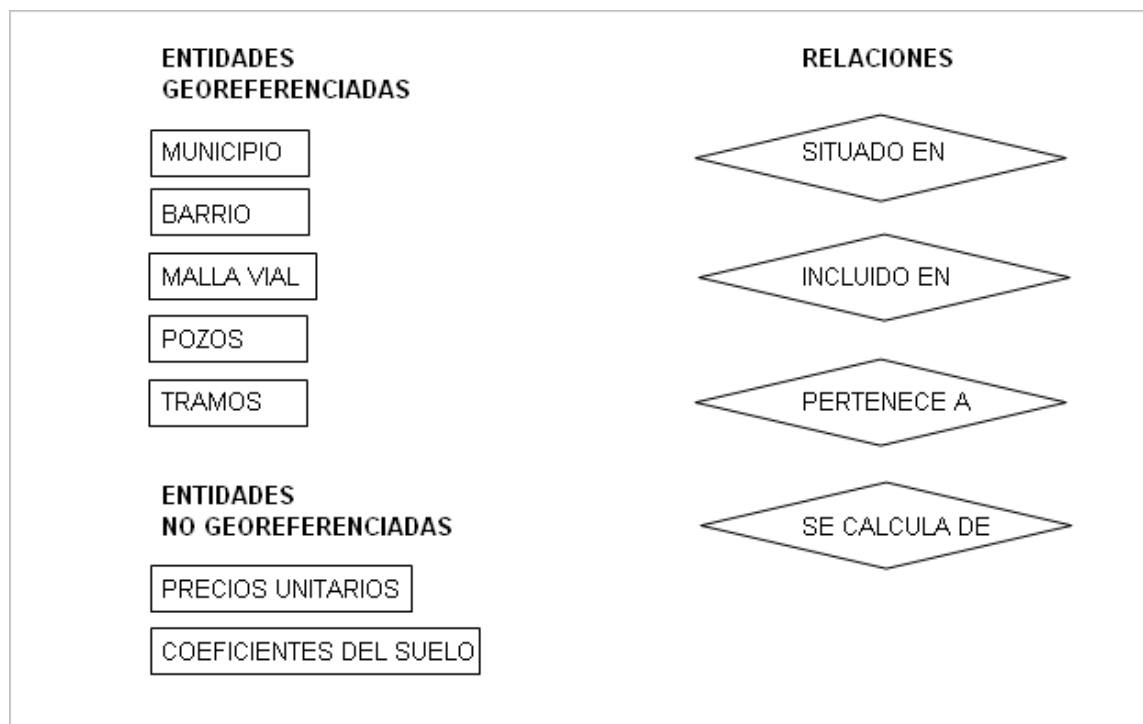 ENTIDADES
GEOREFERENCIADAS
MUNICIPIO
BARRIO
MALLA VIAL
POZOS
TRAMOS
ENTIDADES
NO GEOREFERENCIADAS
PRECIOS UNITARIOS
COEFICIENTES DEL SUELO
RELACIONES
SITUADO EN
INCLUIDO EN
PERTENECE A
SE CALCULA DE